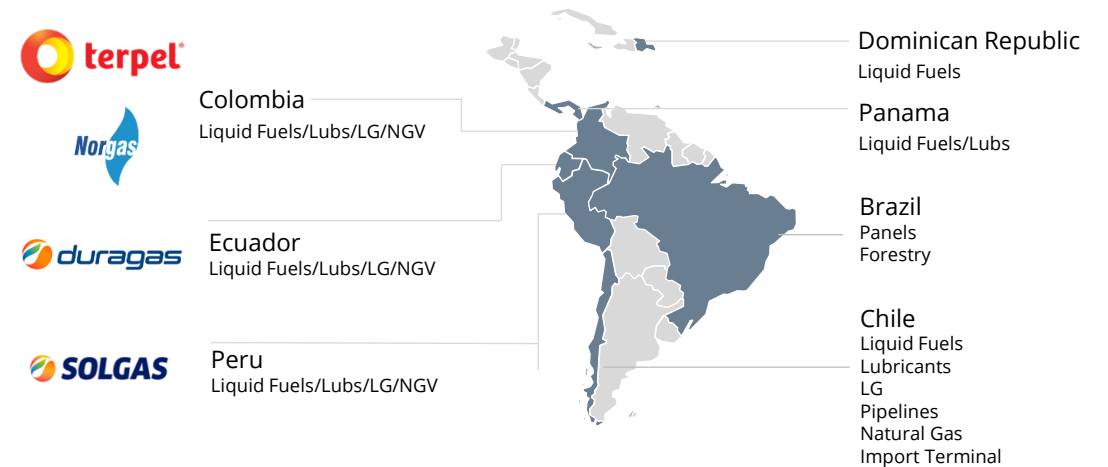 terpel
Norgas
Colombia
Liquid Fuels/Lubs/LG/NGV
duragas
Ecuador
Liquid Fuels/Lubs/LG/NGV
SOLGAS
Peru
Liquid Fuels/Lubs/LG/NGV
Dominican Republic
Liquid Fuels
Panama
Liquid Fuels/Lubs
Brazil
Panels
Forestry
Chile
Liquid Fuels
Lubricants
LG
Pipelines
Natural Gas
Import Terminal